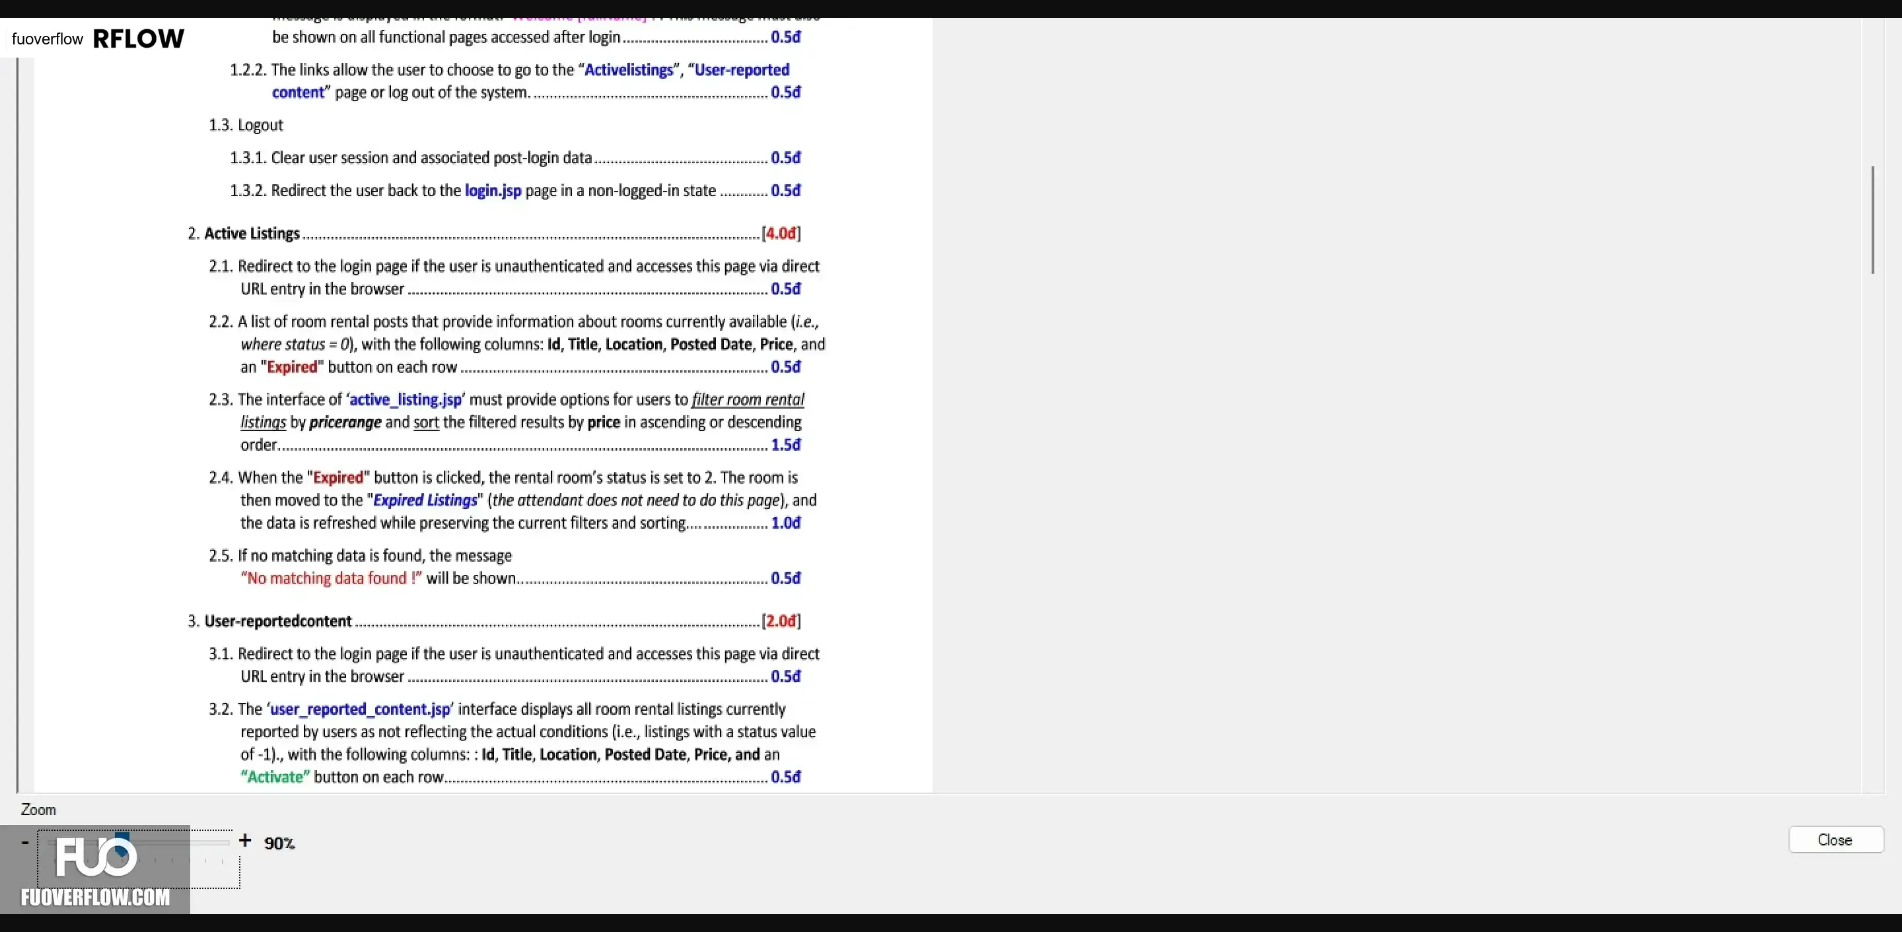 fuoverflow RFLOW
message is displayed in the format: "Welcome [fullName]". This message must also
be shown on all functional pages accessed after login........ 0.5đ
1.2.2. The links allow the user to choose to go to the “Activelistings”, “User-reported
content” page or log out of the system........ 0.5đ
1.3. Logout
1.3.1. Clear user session and associated post-login data........ 0.5đ
1.3.2. Redirect the user back to the login.jsp page in a non-logged-in state ........ 0.5đ
2. Active Listings ........[4.0đ]
2.1. Redirect to the login page if the user is unauthenticated and accesses this page via direct
URL entry in the browser ........ 0.5đ
2.2. A list of room rental posts that provide information about rooms currently available (i.e.,
where status = 0), with the following columns: Id, Title, Location, Posted Date, Price, and
an "Expired" button on each row ........ 0.5đ
2.3. The interface of ‘active_listing.jsp’ must provide options for users to filter room rental
listings by pricerange and sort the filtered results by price in ascending or descending
order........ 1.5đ
2.4. When the "Expired" button is clicked, the rental room’s status is set to 2. The room is
then moved to the "Expired Listings" (the attendant does not need to do this page), and
the data is refreshed while preserving the current filters and sorting........ 1.0đ
2.5. If no matching data is found, the message
“No matching data found !” will be shown........ 0.5đ
3. User-reportedcontent ........[2.0đ]
3.1. Redirect to the login page if the user is unauthenticated and accesses this page via direct
URL entry in the browser ........ 0.5đ
3.2. The ‘user_reported_content.jsp’ interface displays all room rental listings currently
reported by users as not reflecting the actual conditions (i.e., listings with a status value
of -1)., with the following columns: : Id, Title, Location, Posted Date, Price, and an
“Activate” button on each row........ 0.5đ
Zoom
- + 90%
Close
FUO
FUOVERFLOW.COM